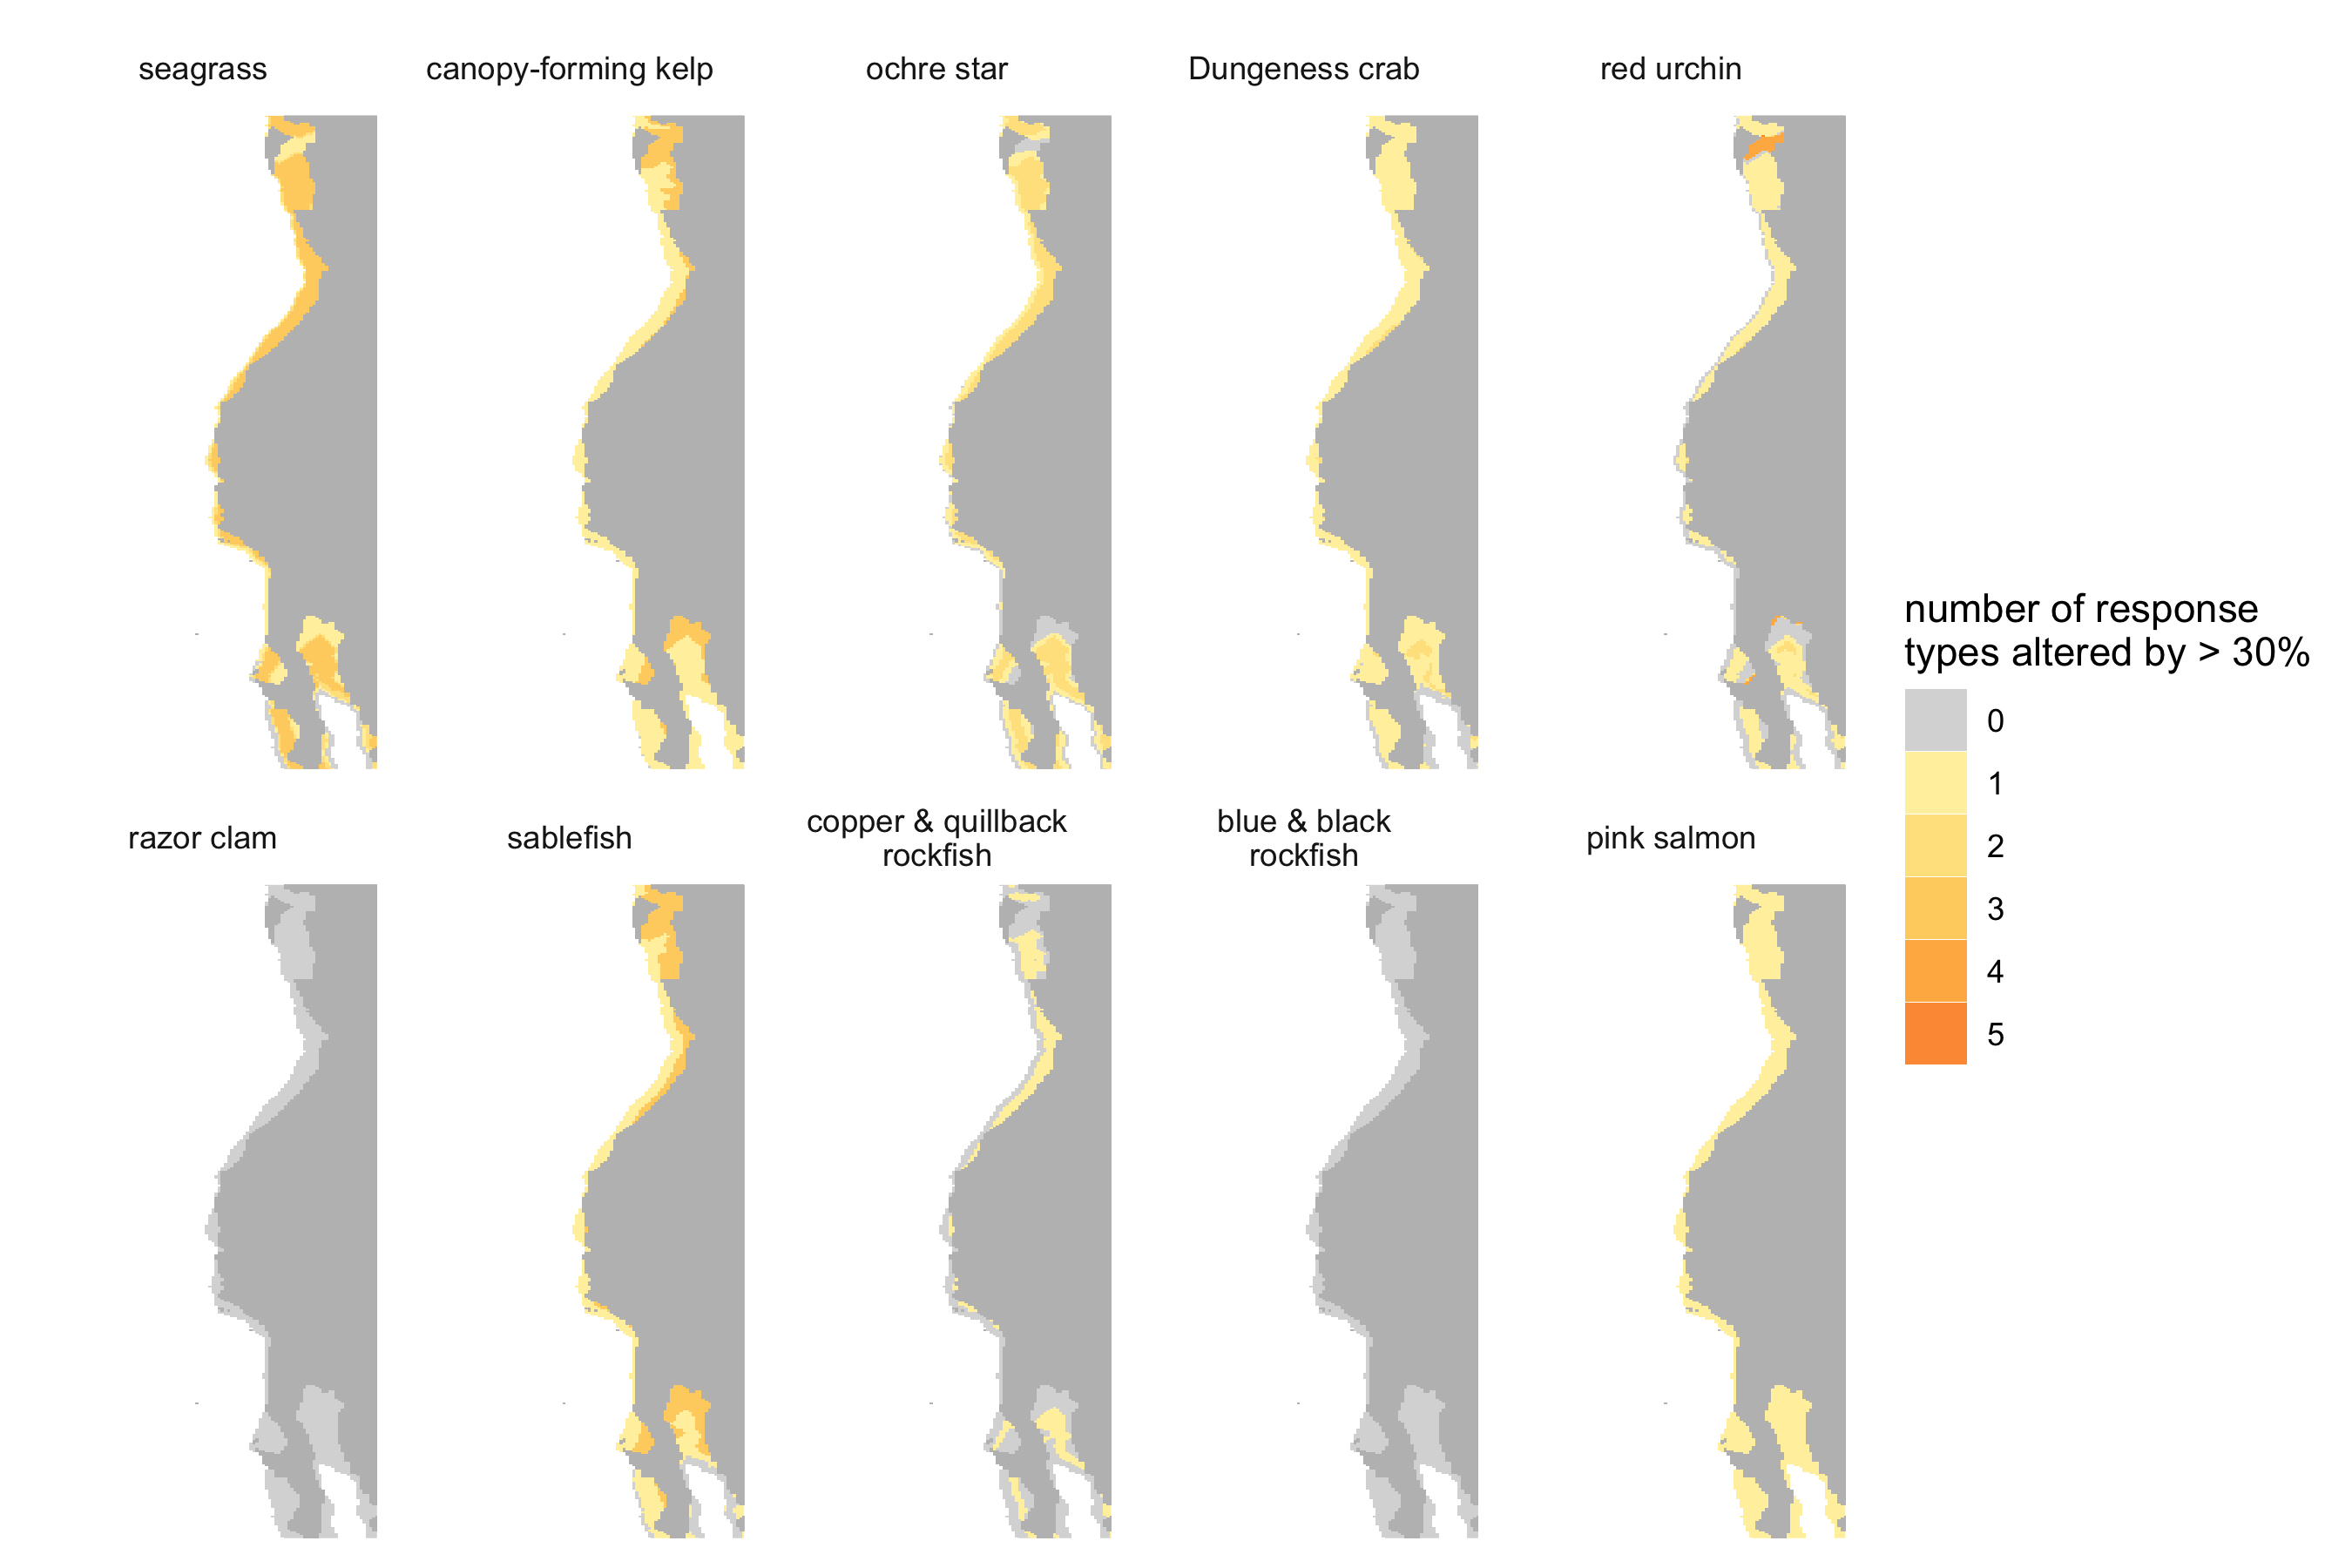 seagrass
canopy-forming kelp
ochre star
Dungeness crab
red urchin
number of response
types altered by > 30%
0
1
2
3
4
5
razor clam
sablefish
copper & quillback
rockfish
blue & black
rockfish
pink salmon